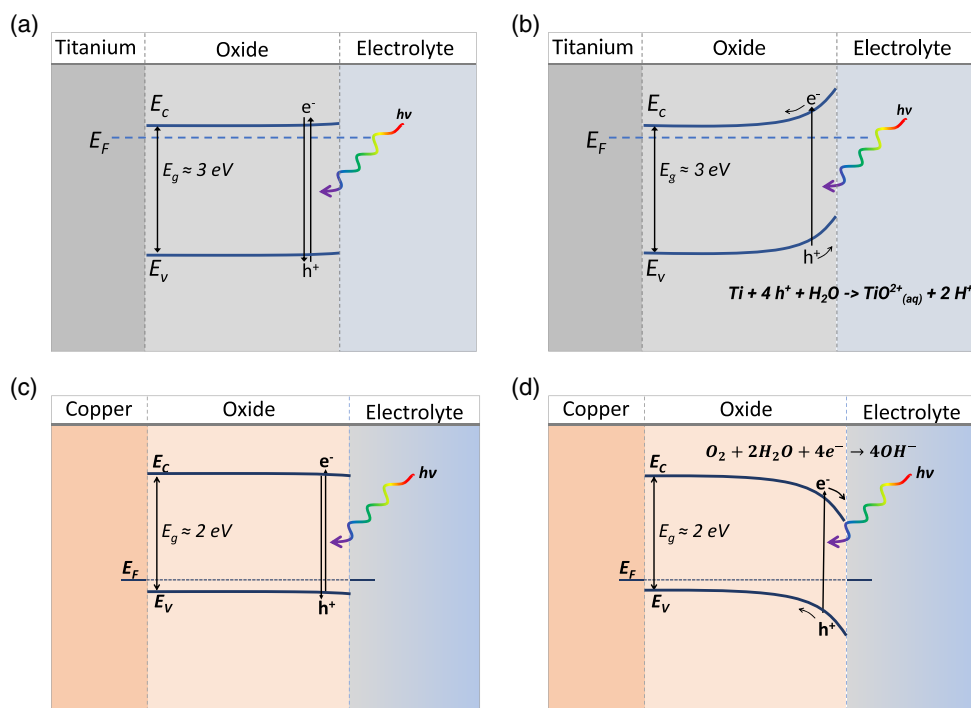 (a)
Titanium Oxide Electrolyte
E_c e⁻ hν
E_F
E_g ≈ 3 eV
E_v h⁺
(b)
Titanium Oxide Electrolyte
E_c e⁻ hν
E_F
E_g ≈ 3 eV
E_v h⁺
Ti + 4 h⁺ + H₂O -> TiO²⁺₍aq₎ + 2 H⁺
(c)
Copper Oxide Electrolyte
E_C e⁻ hν
E_g ≈ 2 eV
E_F
E_V h⁺
(d)
Copper Oxide Electrolyte
O₂ + 2H₂O + 4e⁻ → 4OH⁻
E_C e⁻ hν
E_g ≈ 2 eV
E_F
E_V h⁺